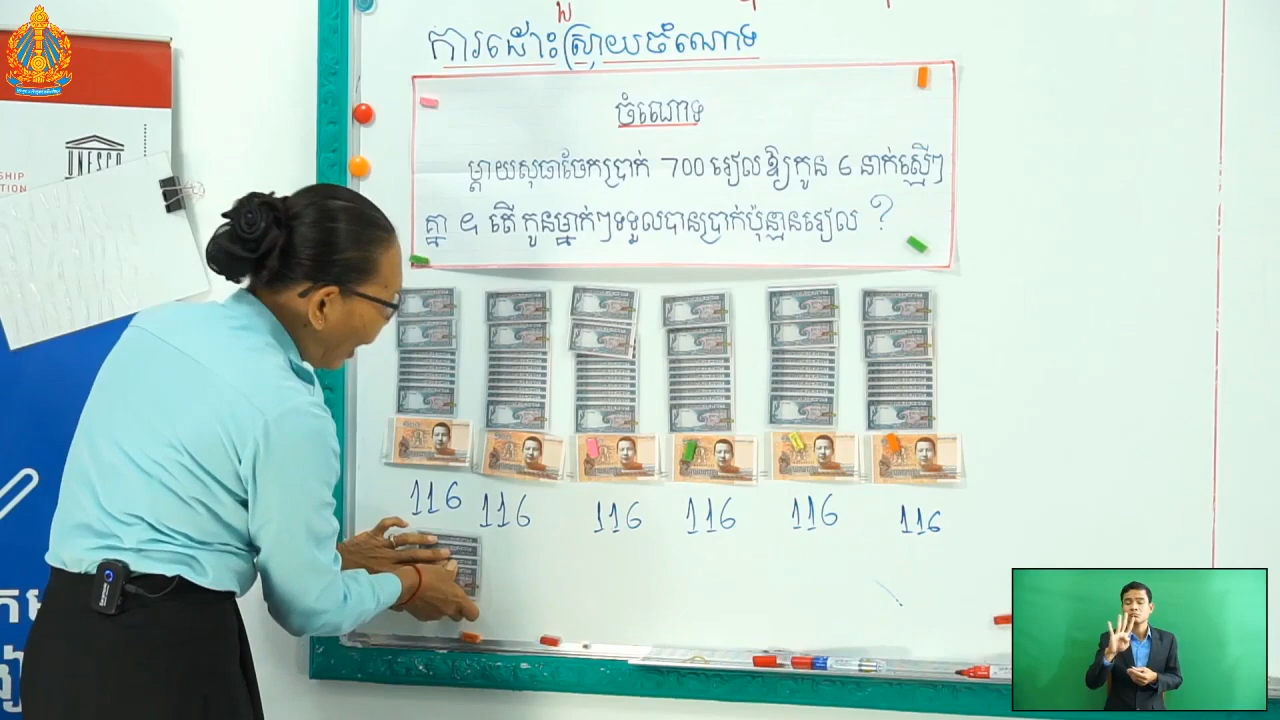 ការដោះស្រាយចំណោទ
ចំណោទ
ម្ដាយសុធាចែកប្រាក់ 700 រៀលឱ្យកូន ៦ នាក់ស្មើៗ
គ្នា ។ តើ កូនម្នាក់ៗទទួលបានប្រាក់ប៉ុន្មានរៀល ?
116 116 116 116 116 116
UNESCO